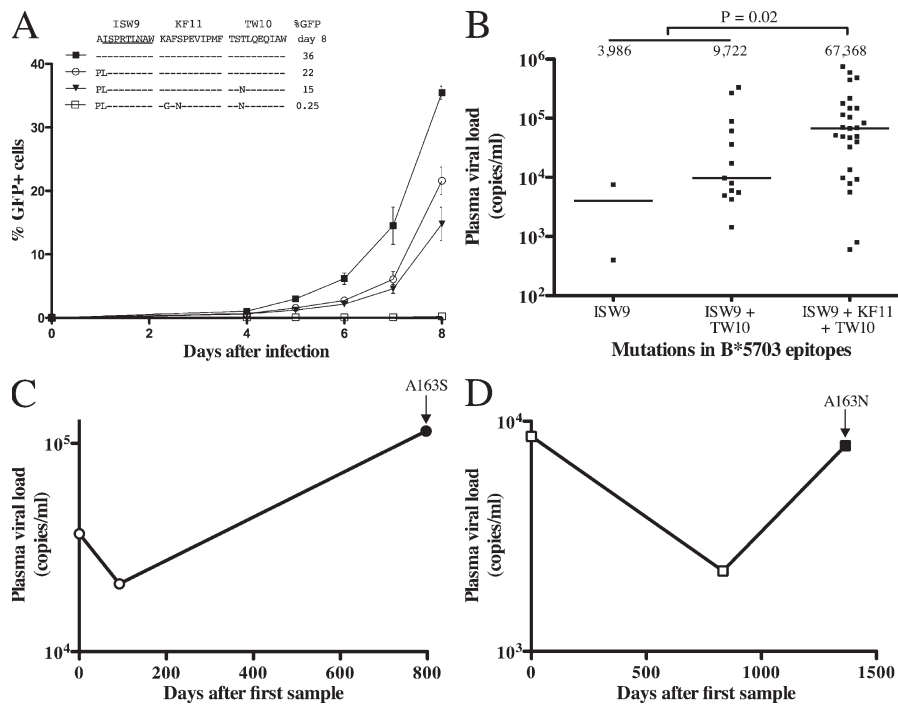 A
ISW9 KF11 TW10 %GFP
AISPRTLNAW KAFSPEVIPMF TSTLQEQIAW day 8
---------- ----------- ---------- 36
PL-------- ----------- ---------- 22
PL-------- ----------- --N------- 15
PL-------- --G-N------ --N------- 0.25
40
30
20
10
0
% GFP+ cells
0 2 4 6 8
Days after infection
B
P = 0.02
3,986 9,722 67,368
10^6
10^5
10^4
10^3
10^2
Plasma viral load
(copies/ml)
ISW9 ISW9 + TW10 ISW9 + KF11 + TW10
Mutations in B*5703 epitopes
C
A163S
10^5
10^4
Plasma viral load
(copies/ml)
0 200 400 600 800
Days after first sample
D
A163N
10^4
10^3
Plasma viral load
(copies/ml)
0 500 1000 1500
Days after first sample